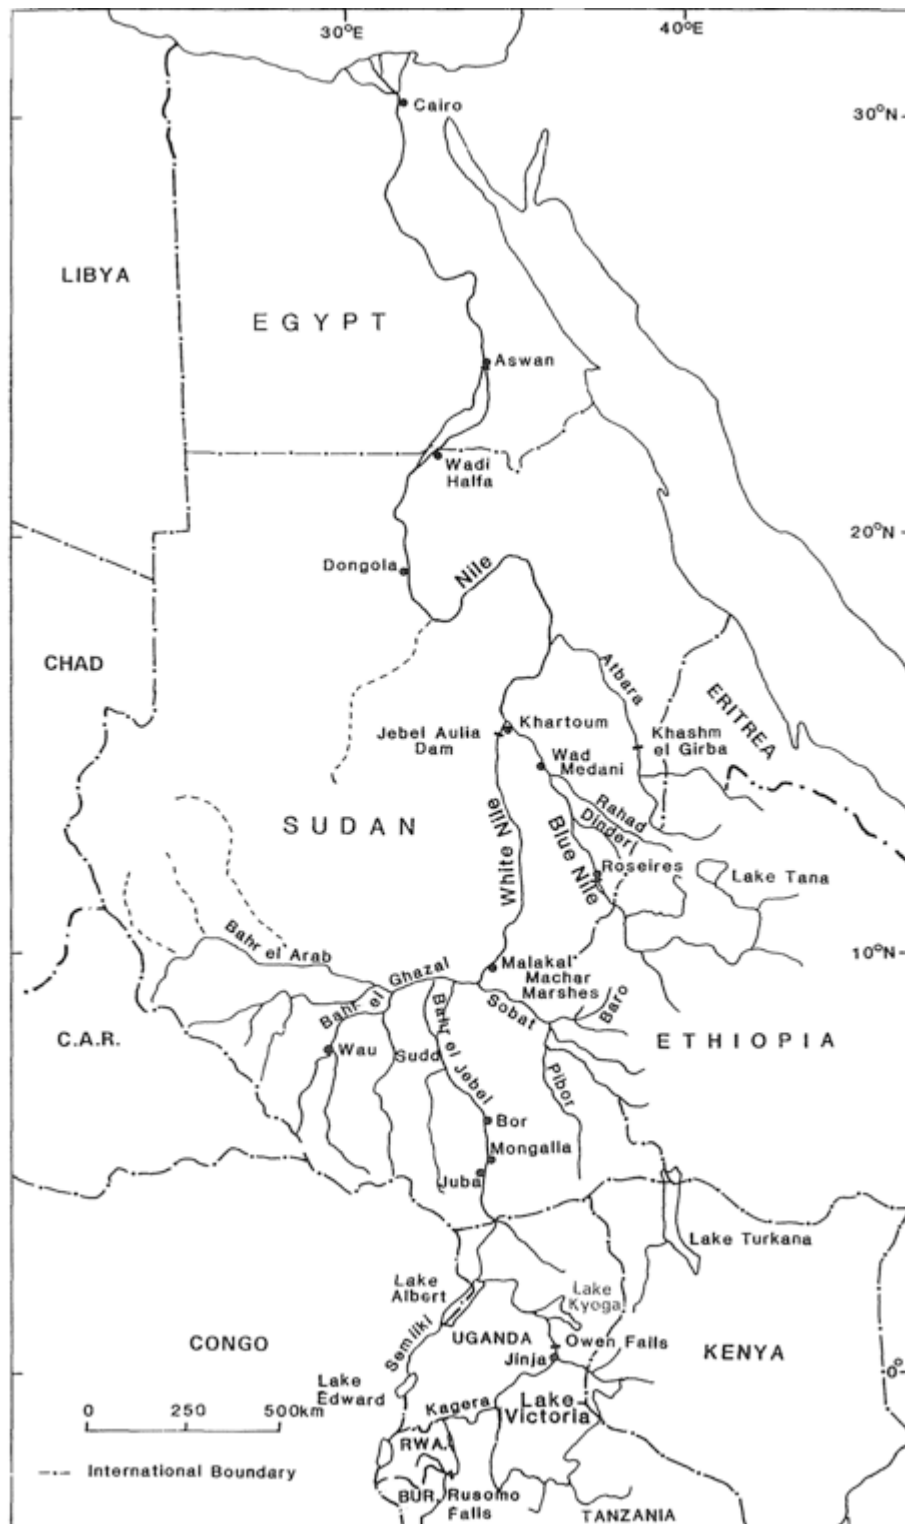 30°E
40°E
Cairo
30°N
LIBYA
EGYPT
Aswan
Wadi
Halfa
20°N
Dongola
Nile
CHAD
Atbara
ERITREA
Jebel Aulia
Dam
Khartoum
Khashm
el Girba
Wad
Medani
SUDAN
White Nile
Blue Nile
Rahad
Dinderl
Roseires
Lake Tana
Bahr el Arab
10°N
Malakal
Machar
Marshes
Bahr el Ghazal
Sobat
Baro
C.A.R.
ETHIOPIA
Wau
Sudd
Bahr el Jebel
Pibor
Bor
Mongalla
Juba
Lake Turkana
Lake
Albert
Lake
Kyoga
Semliki
CONGO
UGANDA
Owen Falls
Jinja
KENYA
0°
Lake
Edward
Kagera
Lake
Victoria
0 250 500km
RWA.
International Boundary
BUR.
Rusomo
Falls
TANZANIA